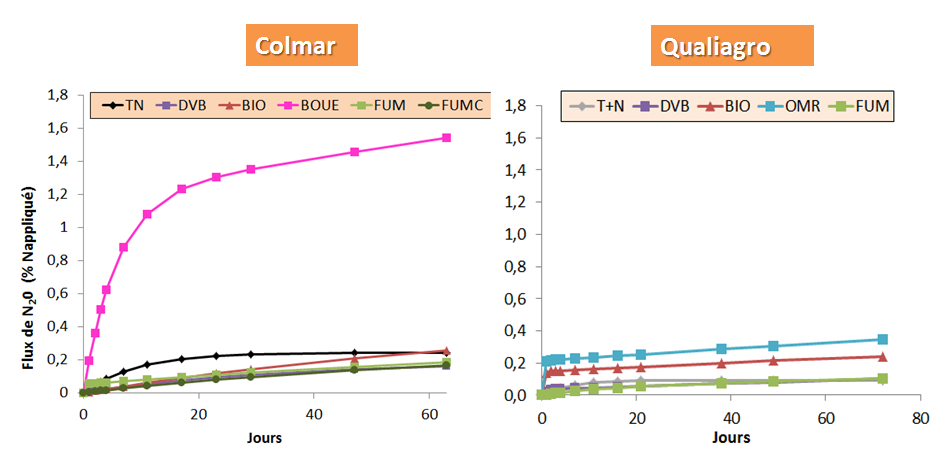 Colmar
Qualiagro
TN DVB BIO BOUE FUM FUMC
1,8
1,6
1,4
1,2
1
0,8
0,6
0,4
0,2
0
0 20 40 60
Flux de N20 (% Nappliqué)
Jours
T+N DVB BIO OMR FUM
1,8
1,6
1,4
1,2
1,0
0,8
0,6
0,4
0,2
0,0
0 20 40 60 80
Jours